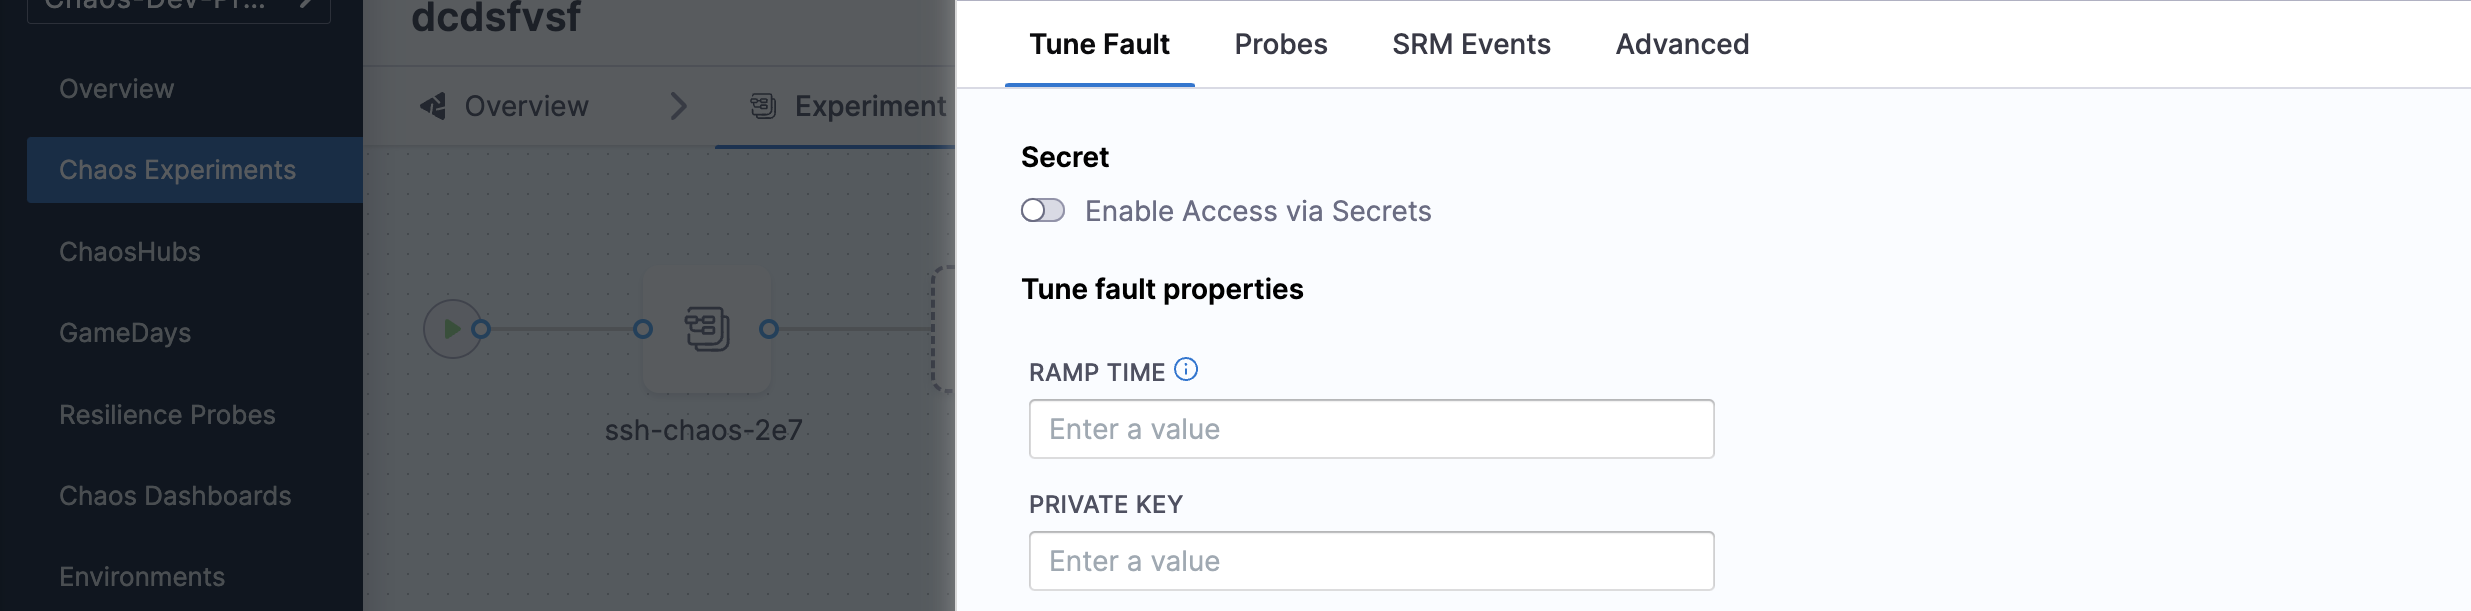 Chaos-Dev-Pr...
Overview
Chaos Experiments
ChaosHubs
GameDays
Resilience Probes
Chaos Dashboards
Environments
dcdsfvsf
Overview
Experiment
ssh-chaos-2e7
Tune Fault
Probes
SRM Events
Advanced
Secret
Enable Access via Secrets
Tune fault properties
RAMP TIME
Enter a value
PRIVATE KEY
Enter a value